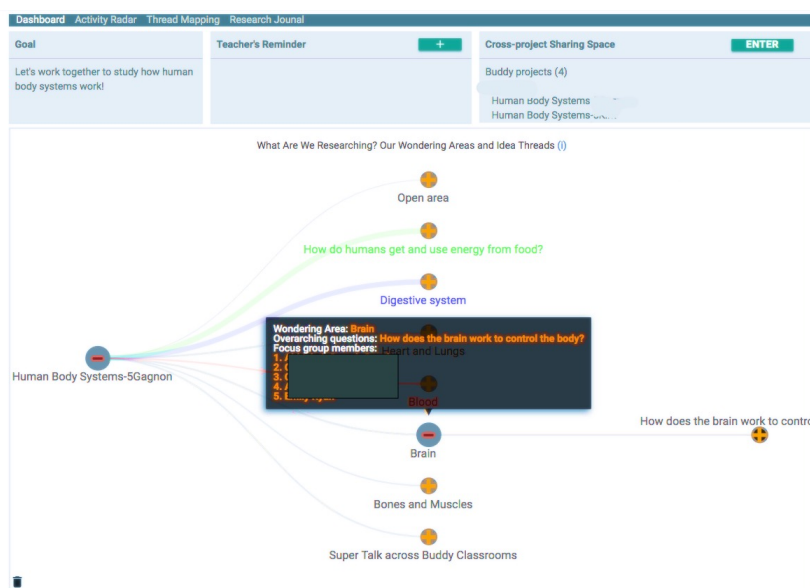 Dashboard Activity Radar Thread Mapping Research Jounal
Goal
Let's work together to study how human
body systems work!
Teacher's Reminder
+
Cross-project Sharing Space
ENTER
Buddy projects (4)
Human Body Systems
Human Body Systems-
What Are We Researching? Our Wondering Areas and Idea Threads (i)
Open area
How do humans get and use energy from food?
Digestive system
Wondering Area: Brain
Overarching questions: How does the brain work to control the body?
Focus group members:
Heart and Lungs
1.
2.
3.
4.
5.
Blood
Human Body Systems-5Gagnon
How does the brain work to contro
Brain
Bones and Muscles
Super Talk across Buddy Classrooms